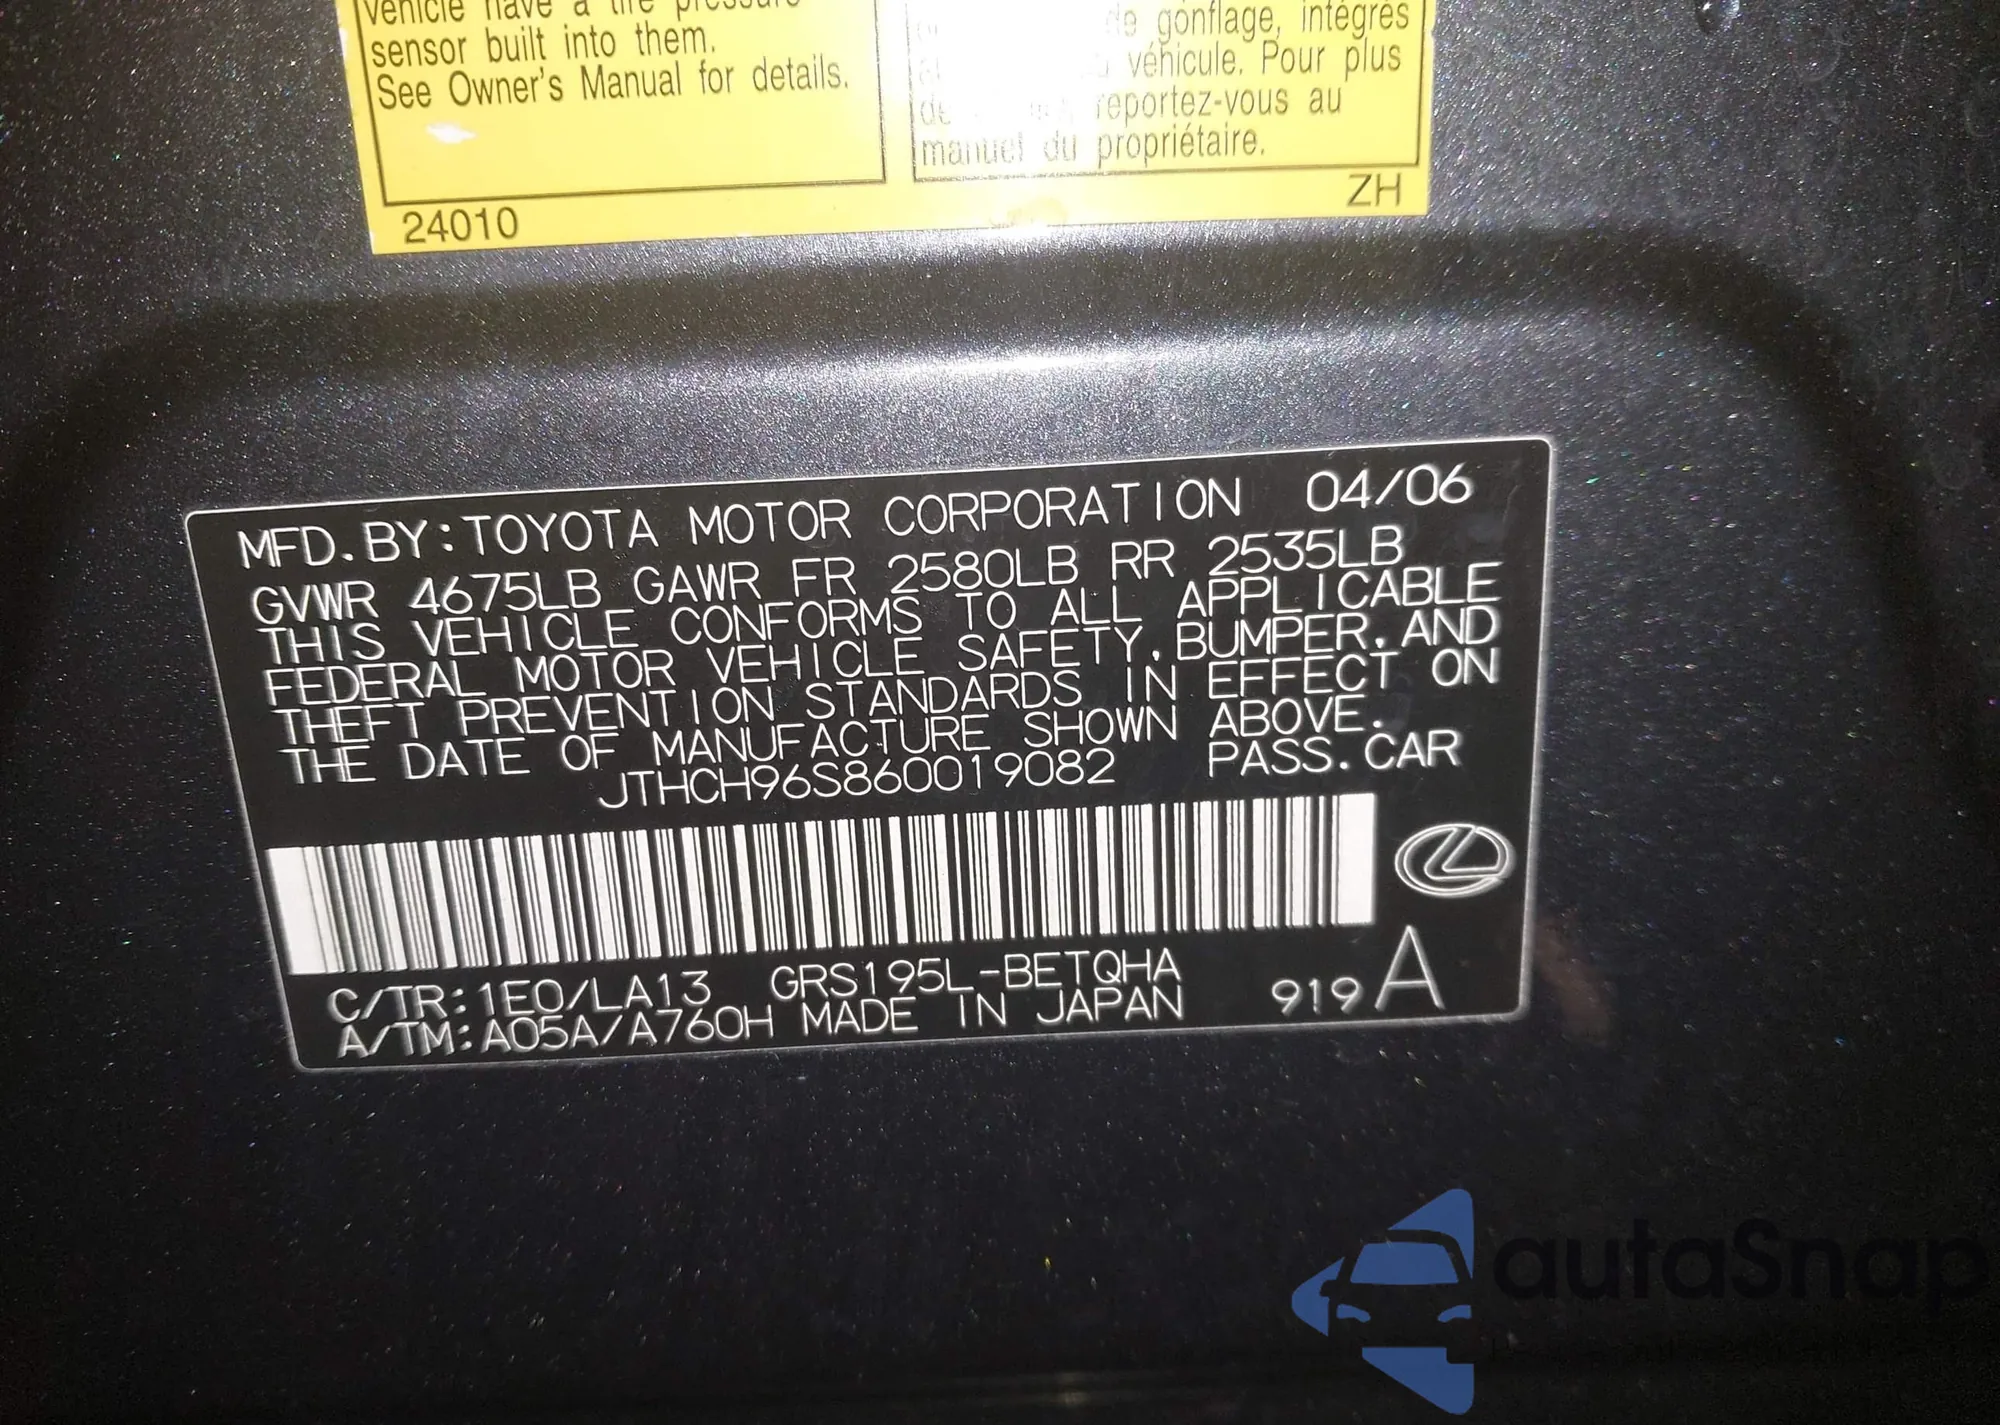 vehicle have a tire pressure
sensor built into them.
See Owner's Manual for details.
24010
de gonflage, intégrés
véhicule. Pour plus
reportez-vous au
manuel du propriétaire.
ZH
MFD. BY: TOYOTA MOTOR CORPORATION 04/06
GVWR 4675LB GAWR FR 2580LB RR 2535LB
THIS VEHICLE CONFORMS TO ALL APPLICABLE
FEDERAL MOTOR VEHICLE SAFETY, BUMPER, AND
THEFT PREVENTION STANDARDS IN EFFECT ON
THE DATE OF MANUFACTURE SHOWN ABOVE.
JTHCH96S860019082 PASS. CAR
C/TR: 1E0/LA13 GRS195L-BETQHA
A/TM: A05A/A760H MADE IN JAPAN 919 A
autaSnap